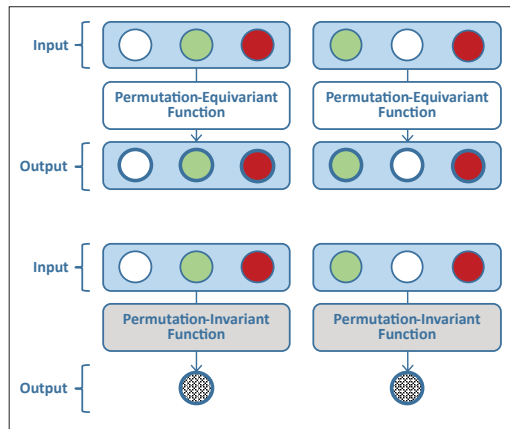 Input
Permutation-Equivariant
Function
Permutation-Equivariant
Function
Output
Input
Permutation-Invariant
Function
Permutation-Invariant
Function
Output